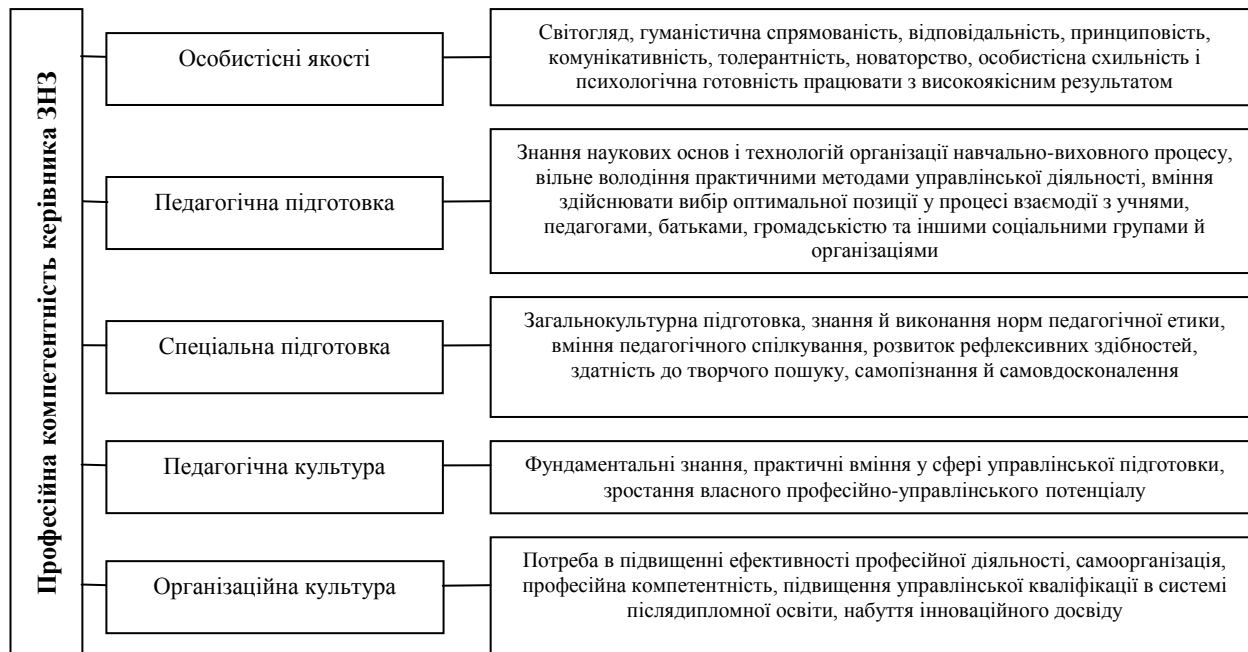 Професійна компетентність керівника ЗНЗ
Особистісні якості
Світогляд, гуманістична спрямованість, відповідальність, принциповість,
комунікативність, толерантність, новаторство, особистісна схильність і
психологічна готовність працювати з високоякісним результатом
Педагогічна підготовка
Знання наукових основ і технологій організації навчально-виховного процесу,
вільне володіння практичними методами управлінської діяльності, вміння
здійснювати вибір оптимальної позиції у процесі взаємодії з учнями,
педагогами, батьками, громадськістю та іншими соціальними групами й
організаціями
Спеціальна підготовка
Загальнокультурна підготовка, знання й виконання норм педагогічної етики,
вміння педагогічного спілкування, розвиток рефлексивних здібностей,
здатність до творчого пошуку, самопізнання й самовдосконалення
Педагогічна культура
Фундаментальні знання, практичні вміння у сфері управлінської підготовки,
зростання власного професійно-управлінського потенціалу
Організаційна культура
Потреба в підвищенні ефективності професійної діяльності, самоорганізація,
професійна компетентність, підвищення управлінської кваліфікації в системі
післядипломної освіти, набуття інноваційного досвіду